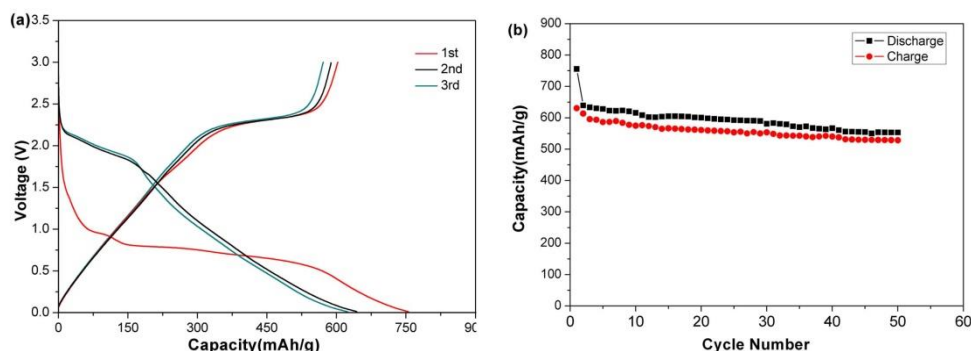 (a)
3.5
3.0
2.5
2.0
1.5
1.0
0.5
0.0
Voltage (V)
1st
2nd
3rd
0 150 300 450 600 750 90
Capacity(mAh/g)
(b)
900
800
700
600
500
400
300
200
100
0
Capacity(mAh/g)
Discharge
Charge
0 10 20 30 40 50 60
Cycle Number